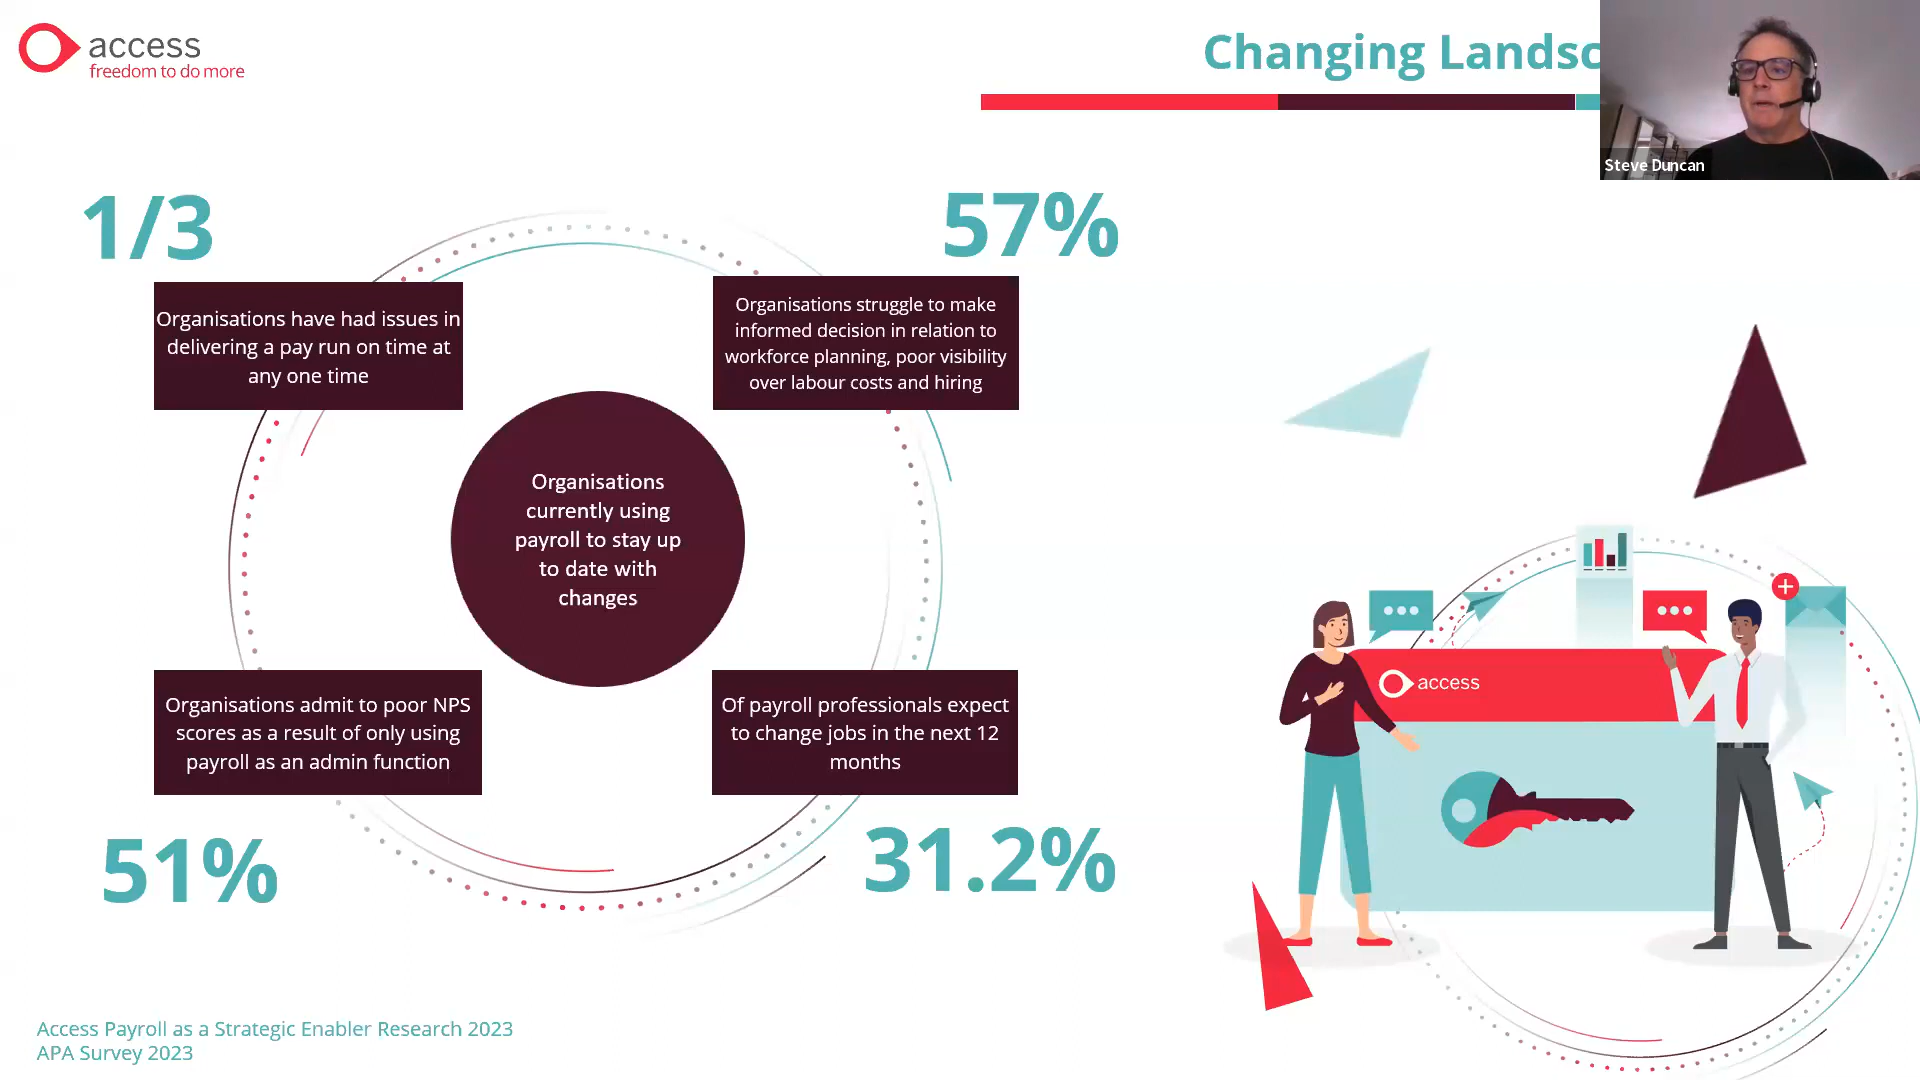 access
freedom to do more
Changing Landsc
Steve Duncan
1/3
57%
Organisations have had issues in
delivering a pay run on time at
any one time
Organisations struggle to make
informed decision in relation to
workforce planning, poor visibility
over labour costs and hiring
Organisations
currently using
payroll to stay up
to date with
changes
Organisations admit to poor NPS
scores as a result of only using
payroll as an admin function
Of payroll professionals expect
to change jobs in the next 12
months
51%
31.2%
access
Access Payroll as a Strategic Enabler Research 2023
APA Survey 2023